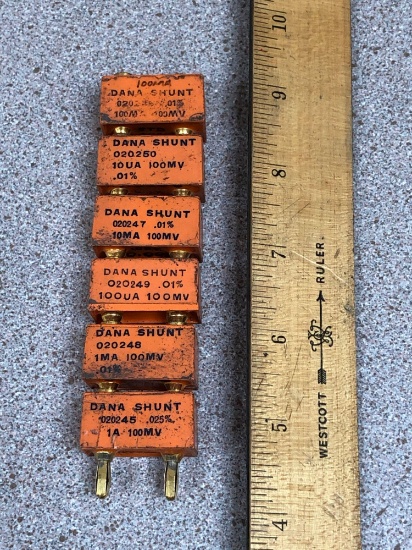 100MA
DANA SHUNT
.01%
100MA 100MV
DANA SHUNT
020250
10UA 100MV
.01%
DANA SHUNT
020247 .01%
10MA 100MV
DANA SHUNT
020249 .01%
100UA 100MV
DANA SHUNT
020248
1MA 100MV
.01%
DANA SHUNT
020245 .025%
1A 100MV
10
9
8
7
6
5
4
WESTCOTT RULER